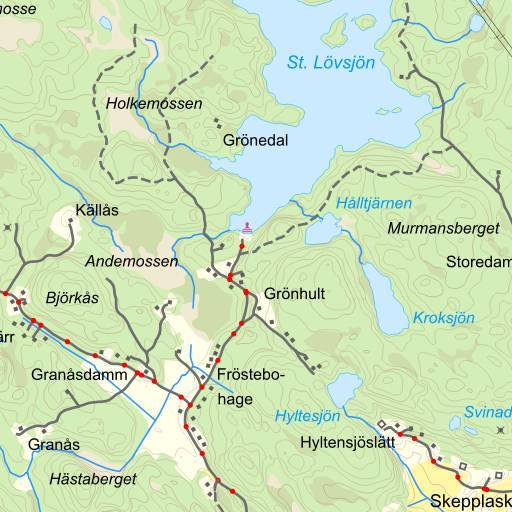 mosse
St. Lövsjön
Holkemossen
Grönedal
Hålltjärnen
Källås
Murmansberget
Andemossen
Storedam
Björkås
Grönhult
Kroksjön
ärr
Granåsdamm
Fröstebo-
hage
Hyltesjön
Svinad
Granås
Hyltensjöslätt
Hästaberget
Skepplask